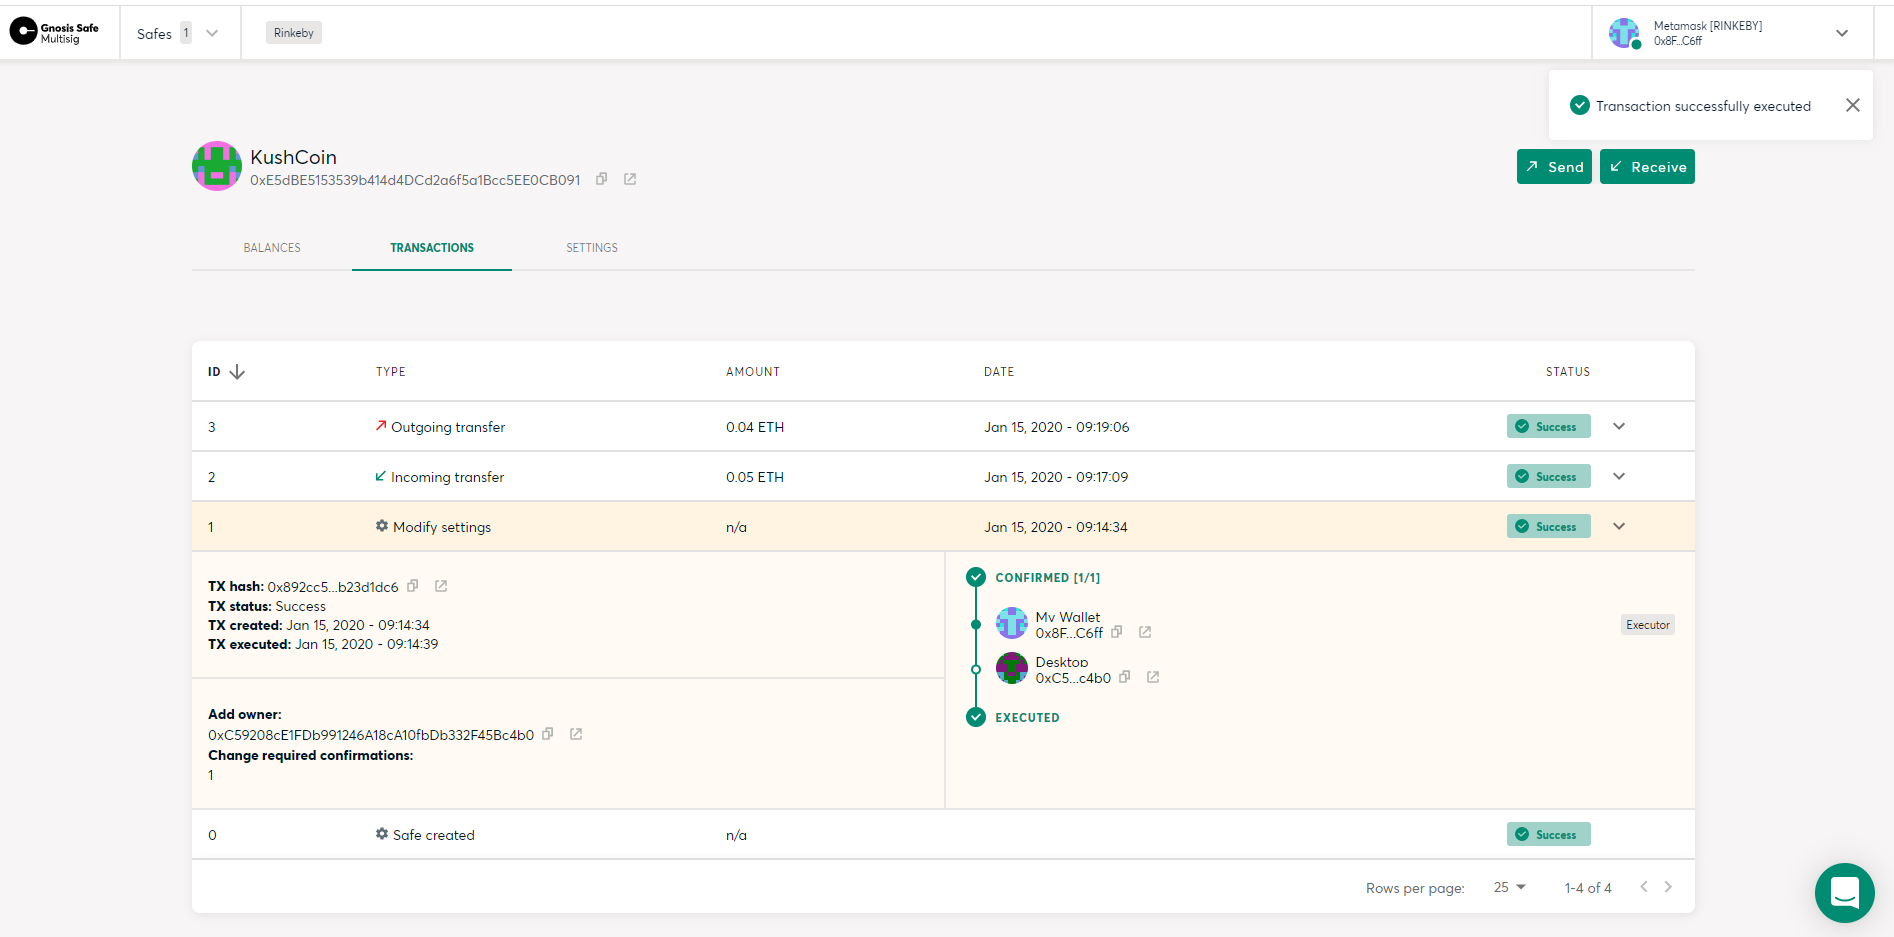 Gnosis Safe
Multisig
Safes 1
Rinkeby
Metamask [RINKEBY]
0x8F...C6ff
Transaction successfully executed
KushCoin
0xE5dBE5153539b414d4DCd2a6f5a1Bcc5EE0CB091
Send
Receive
BALANCES TRANSACTIONS SETTINGS
ID TYPE AMOUNT DATE STATUS
3 Outgoing transfer 0.04 ETH Jan 15, 2020 - 09:19:06 Success
2 Incoming transfer 0.05 ETH Jan 15, 2020 - 09:17:09 Success
1 Modify settings n/a Jan 15, 2020 - 09:14:34 Success
TX hash: 0x892cc5...b23d1dc6
TX status: Success
TX created: Jan 15, 2020 - 09:14:34
TX executed: Jan 15, 2020 - 09:14:39
Add owner:
0xC59208cE1FDb991246A18cA10fbDb332F45Bc4b0
Change required confirmations:
1
CONFIRMED [1/1]
My Wallet
0x8F...C6ff
Executor
Desktop
0xC5...c4b0
EXECUTED
0 Safe created n/a Success
Rows per page: 25 1-4 of 4